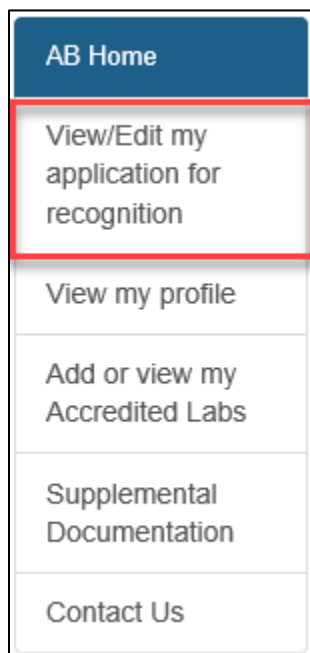 AB Home
View/Edit my
application for
recognition
View my profile
Add or view my
Accredited Labs
Supplemental
Documentation
Contact Us